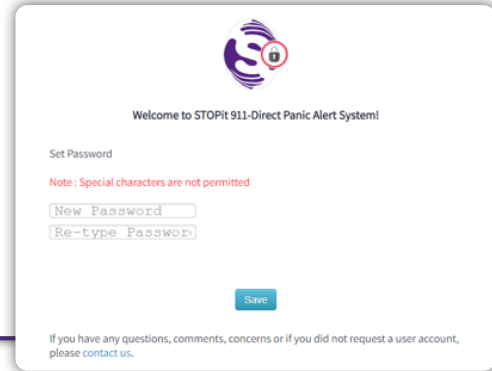 Welcome to STOPit 911-Direct Panic Alert System!
Set Password
Note : Special characters are not permitted
New Password
Re-type Passwor
Save
If you have any questions, comments, concerns or if you did not request a user account,
please contact us.